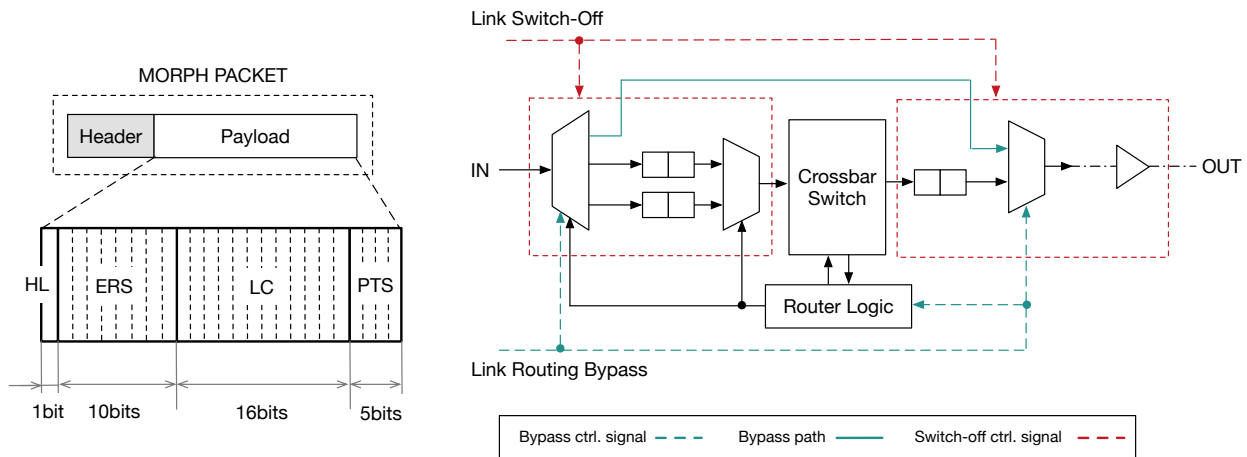 MORPH PACKET
Header
Payload
HL
ERS
LC
PTS
1bit
10bits
16bits
5bits
Link Switch-Off
IN
Crossbar
Switch
OUT
Router Logic
Link Routing Bypass
Bypass ctrl. signal
Bypass path
Switch-off ctrl. signal